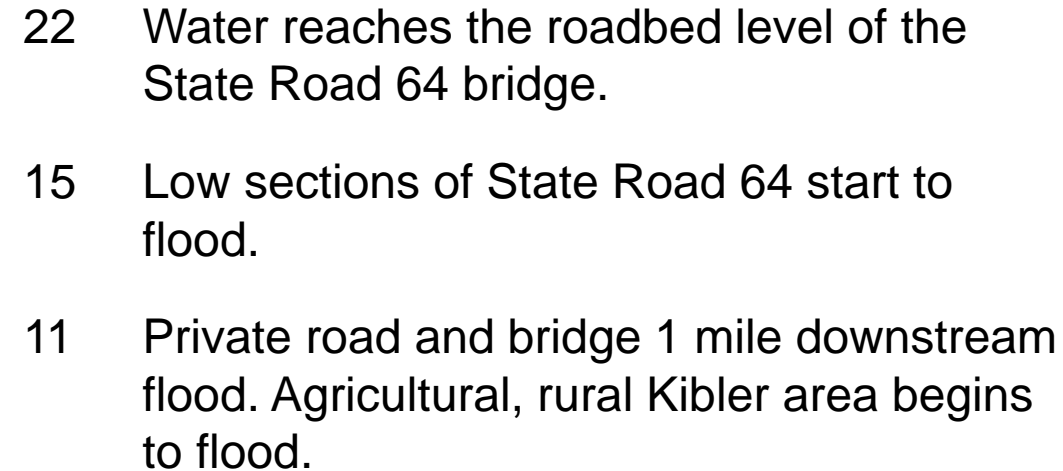 22 Water reaches the roadbed level of the
State Road 64 bridge.
15 Low sections of State Road 64 start to
flood.
11 Private road and bridge 1 mile downstream
flood. Agricultural, rural Kibler area begins
to flood.